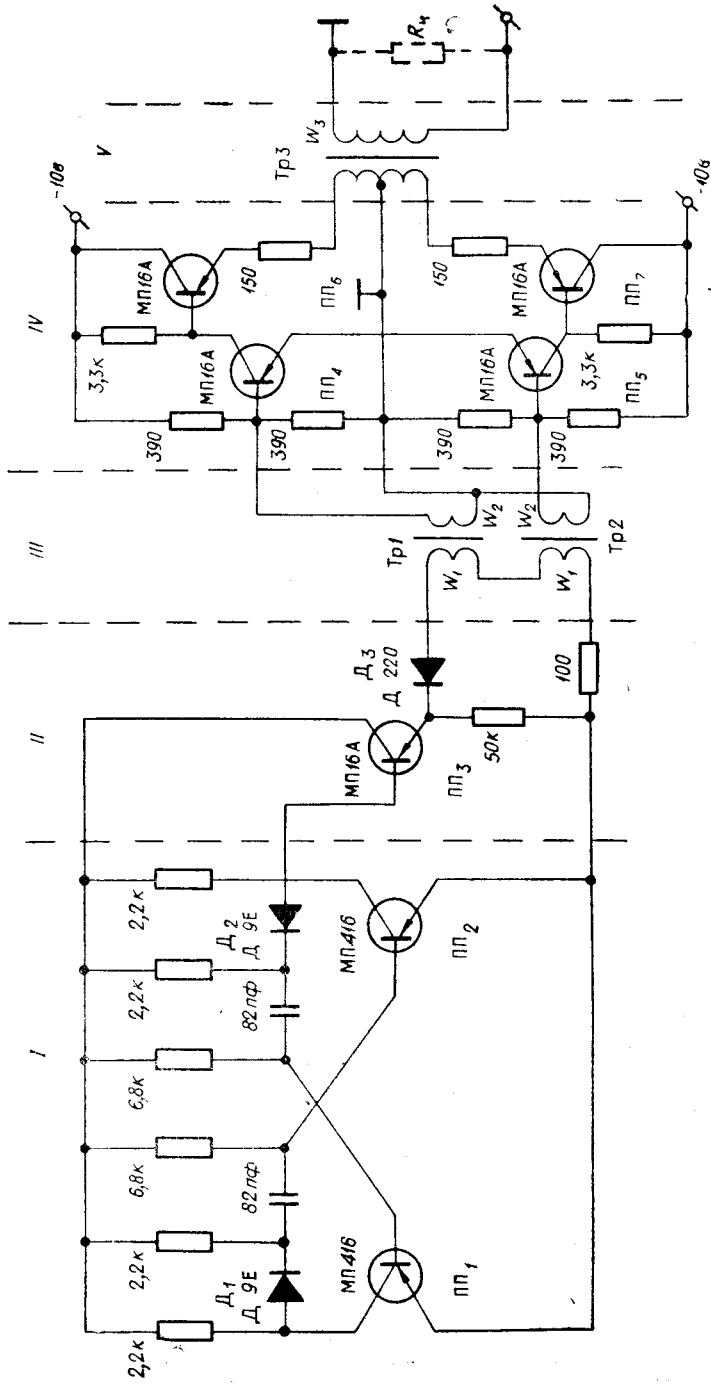 I
II
III
IV
V
2,2к
2,2к
6,8к
6,8к
2,2к
2,2к
Д1
Д 9Е
82пф
82пф
Д2
Д 9Е
МП416
ПП1
МП416
ПП2
МП16А
ПП3
Д3
Д 220
50к
100
Тр1
W1
W2
W1
W2
Тр2
390
390
390
390
3,3к
МП16А
ПП4
МП16А
3,3к
ПП5
МП16А
150
ПП6
150
МП16А
ПП7
-10в
-10в
Тр3
W3
Rн